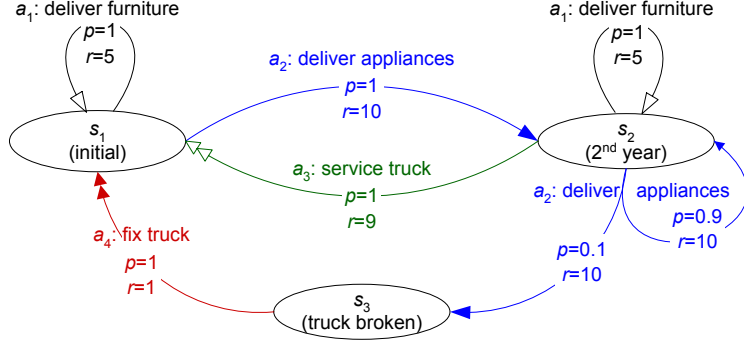 a₁: deliver furniture
p=1
r=5
a₁: deliver furniture
p=1
r=5
a₂: deliver appliances
p=1
r=10
s₁
(initial)
s₂
(2ⁿᵈ year)
a₃: service truck
p=1
r=9
a₂: deliver appliances
p=0.9
r=10
a₄: fix truck
p=1
r=1
p=0.1
r=10
s₃
(truck broken)